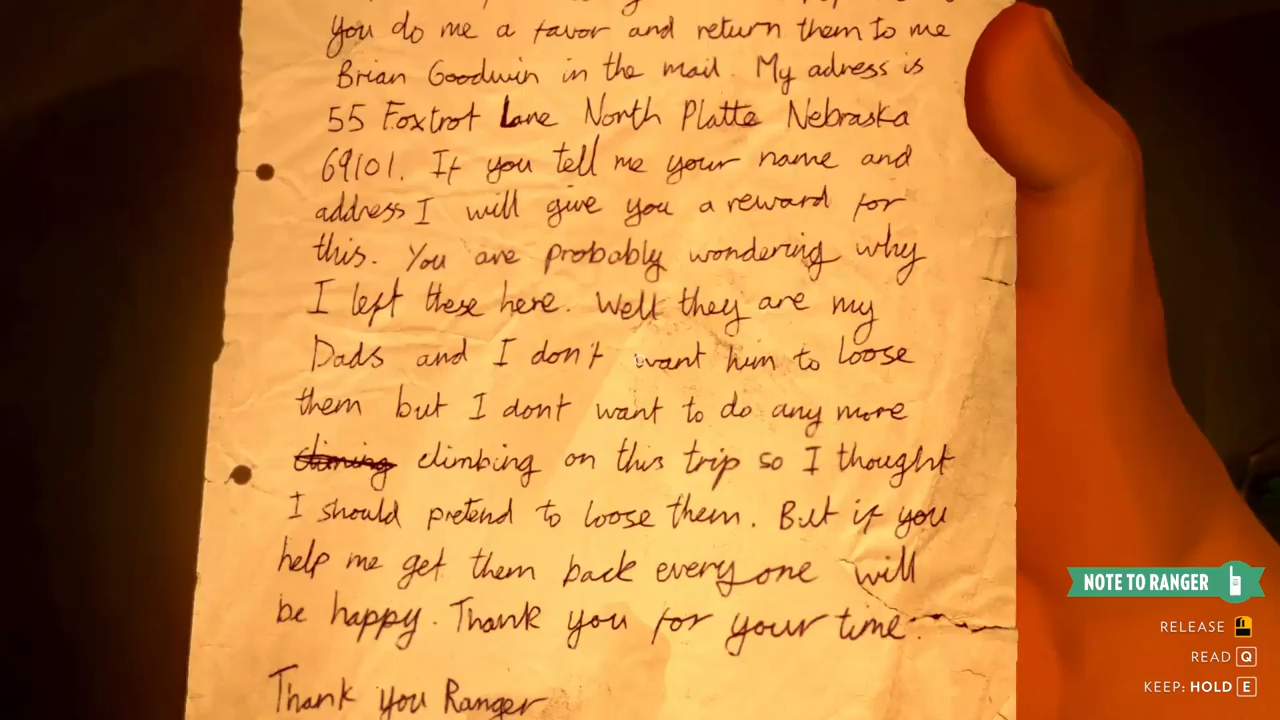 you do me a favor and return them to me
Brian Goodwin in the mail. My adress is
55 Foxtrot Lane North Platte Nebraska
69101. If you tell me your name and
address I will give you a reward for
this. You are probably wondering why
I left these here. Well they are my
Dads and I don't want him to loose
them but I dont want to do any more
climing climbing on this trip so I thought
I should pretend to loose them. But if you
help me get them back everyone will
be happy. Thank you for your time.
Thank you Ranger
NOTE TO RANGER
RELEASE
READ Q
KEEP: HOLD E